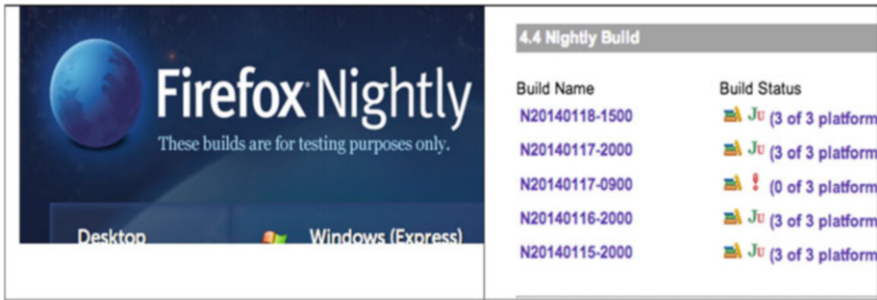 Firefox Nightly
These builds are for testing purposes only.
Desktop
Windows (Express)
4.4 Nightly Build
Build Name Build Status
N20140118-1500 Ju (3 of 3 platform
N20140117-2000 Ju (3 of 3 platform
N20140117-0900 (0 of 3 platform
N20140116-2000 Ju (3 of 3 platform
N20140115-2000 Ju (3 of 3 platform